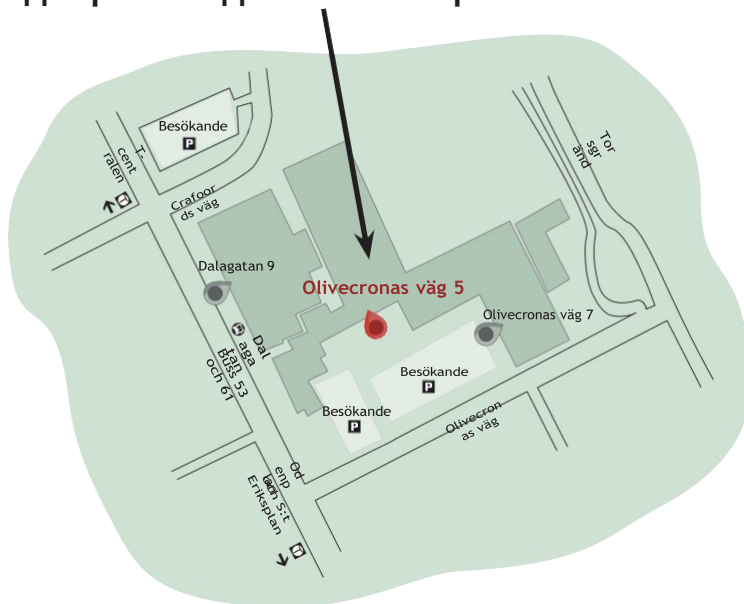 Besökande
P
T-
cent
ralen
T
Crafoor
ds väg
Tor
sgr
änd
Dalagatan 9
Olivecronas väg 5
Olivecronas väg 7
Dal
aga
tan
Buss 53
och 61
Besökande
P
Besökande
P
Olivecron
as väg
Od
enp
och S:t
Eriksplan
T